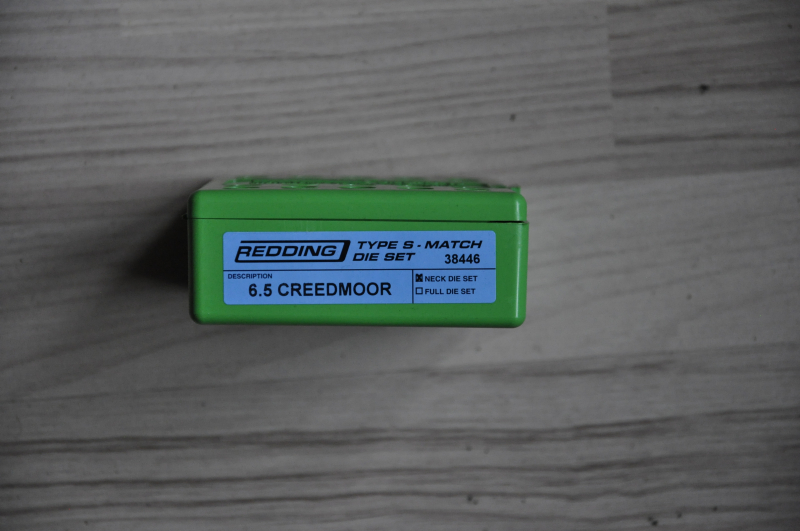 REDDING TYPE S - MATCH
DIE SET 38446
DESCRIPTION
6.5 CREEDMOOR
NECK DIE SET
FULL DIE SET